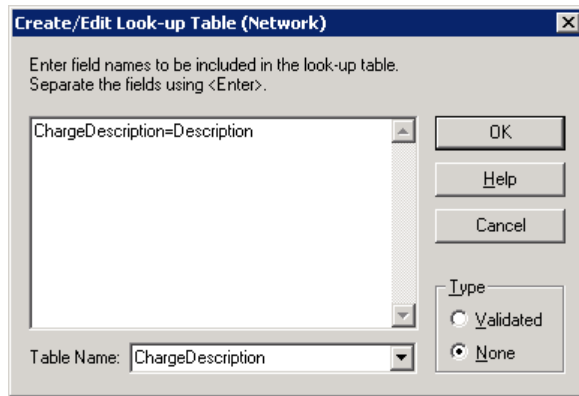 Create/Edit Look-up Table (Network)
Enter field names to be included in the look-up table.
Separate the fields using <Enter>.
ChargeDescription=Description
OK
Help
Cancel
Type
Validated
None
Table Name: ChargeDescription